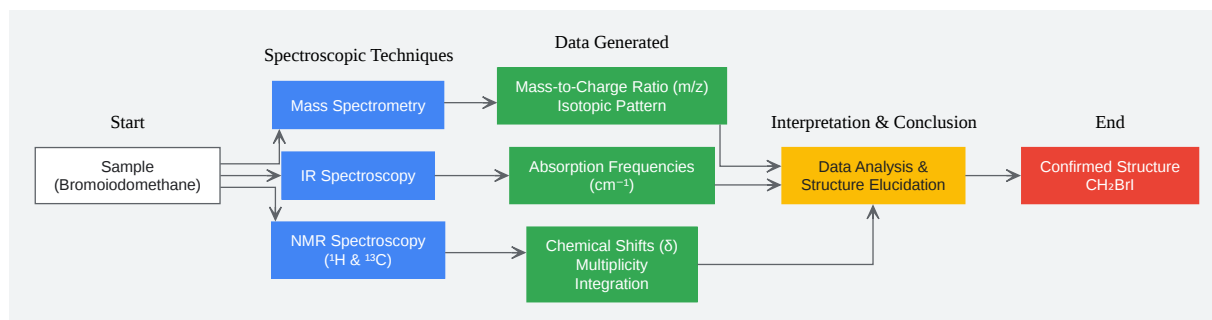 Spectroscopic Techniques
Data Generated
Mass Spectrometry
Mass-to-Charge Ratio (m/z)
Isotopic Pattern
Start
Interpretation & Conclusion
End
Sample
(Bromoiodomethane)
IR Spectroscopy
Absorption Frequencies
(cm⁻¹)
Data Analysis &
Structure Elucidation
Confirmed Structure
CH₂BrI
NMR Spectroscopy
(¹H & ¹³C)
Chemical Shifts (δ)
Multiplicity
Integration